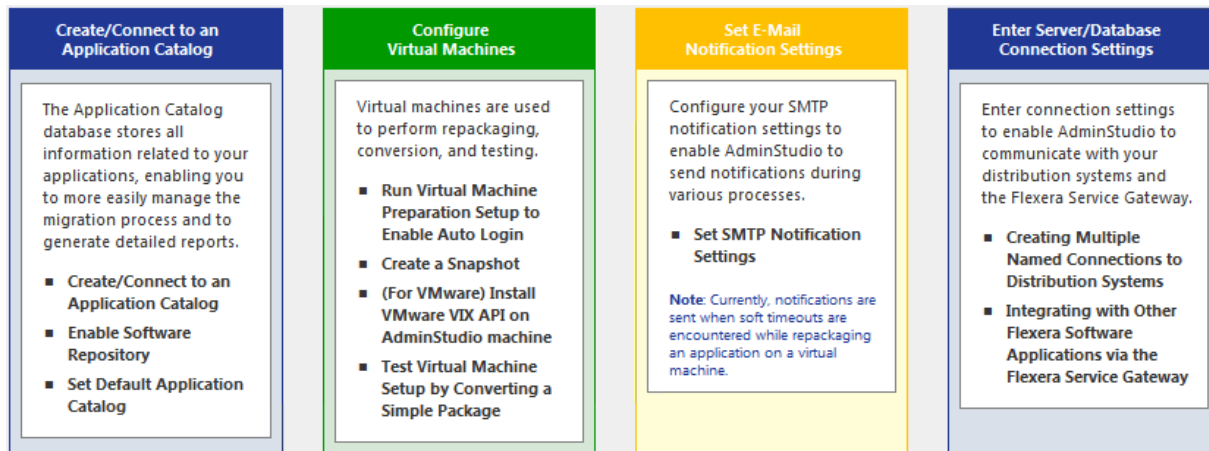 Create/Connect to an
Application Catalog
The Application Catalog
database stores all
information related to your
applications, enabling you
to more easily manage the
migration process and to
generate detailed reports.
■ Create/Connect to an
Application Catalog
■ Enable Software
Repository
■ Set Default Application
Catalog
Configure
Virtual Machines
Virtual machines are used
to perform repackaging,
conversion, and testing.
■ Run Virtual Machine
Preparation Setup to
Enable Auto Login
■ Create a Snapshot
■ (For VMware) Install
VMware VIX API on
AdminStudio machine
■ Test Virtual Machine
Setup by Converting a
Simple Package
Set E-Mail
Notification Settings
Configure your SMTP
notification settings to
enable AdminStudio to
send notifications during
various processes.
■ Set SMTP Notification
Settings
Note: Currently, notifications are
sent when soft timeouts are
encountered while repackaging
an application on a virtual
machine.
Enter Server/Database
Connection Settings
Enter connection settings
to enable AdminStudio to
communicate with your
distribution systems and
the Flexera Service Gateway.
■ Creating Multiple
Named Connections to
Distribution Systems
■ Integrating with Other
Flexera Software
Applications via the
Flexera Service Gateway